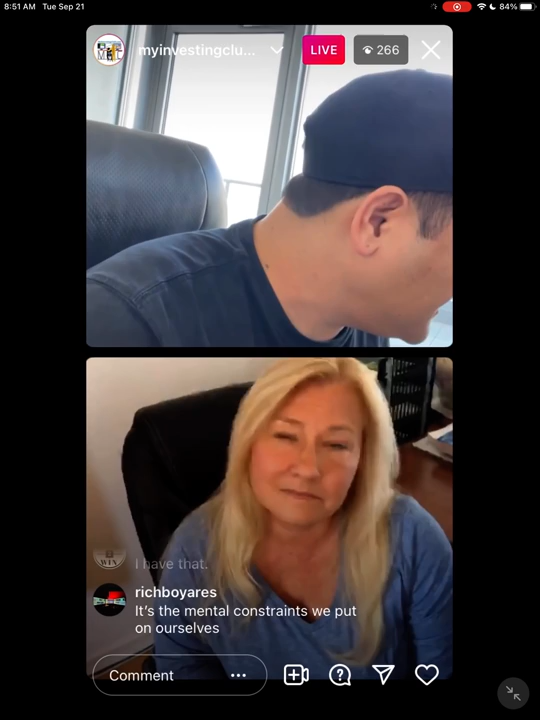 8:51 AM Tue Sep 21
84%
myinvestingclu...
LIVE
266
I have that.
richboyares
It's the mental constraints we put
on ourselves
Comment